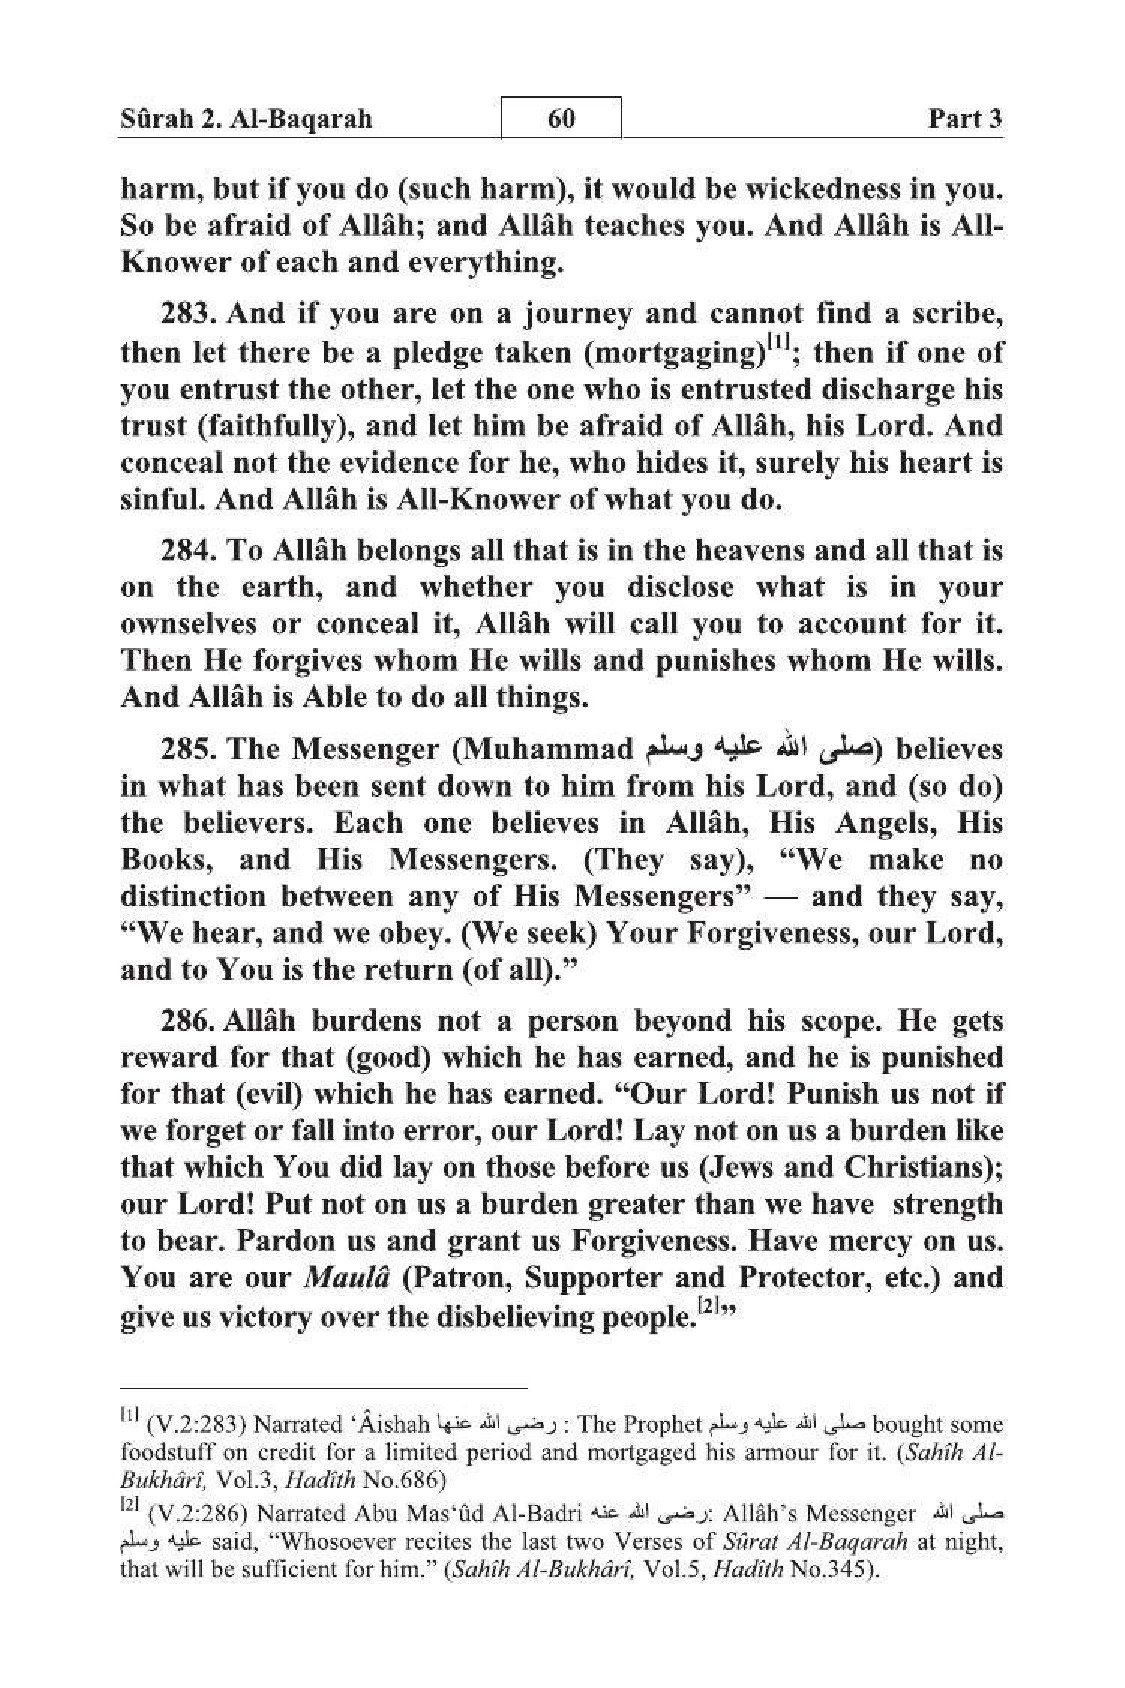 Sûrah 2. Al-Baqarah 60 Part 3
harm, but if you do (such harm), it would be wickedness in you.
So be afraid of Allâh; and Allâh teaches you. And Allâh is All-
Knower of each and everything.
283. And if you are on a journey and cannot find a scribe,
then let there be a pledge taken (mortgaging)[1]; then if one of
you entrust the other, let the one who is entrusted discharge his
trust (faithfully), and let him be afraid of Allâh, his Lord. And
conceal not the evidence for he, who hides it, surely his heart is
sinful. And Allâh is All-Knower of what you do.
284. To Allâh belongs all that is in the heavens and all that is
on the earth, and whether you disclose what is in your
ownselves or conceal it, Allâh will call you to account for it.
Then He forgives whom He wills and punishes whom He wills.
And Allâh is Able to do all things.
285. The Messenger (Muhammad صلى الله عليه وسلم) believes
in what has been sent down to him from his Lord, and (so do)
the believers. Each one believes in Allâh, His Angels, His
Books, and His Messengers. (They say), “We make no
distinction between any of His Messengers” — and they say,
“We hear, and we obey. (We seek) Your Forgiveness, our Lord,
and to You is the return (of all).”
286. Allâh burdens not a person beyond his scope. He gets
reward for that (good) which he has earned, and he is punished
for that (evil) which he has earned. “Our Lord! Punish us not if
we forget or fall into error, our Lord! Lay not on us a burden like
that which You did lay on those before us (Jews and Christians);
our Lord! Put not on us a burden greater than we have strength
to bear. Pardon us and grant us Forgiveness. Have mercy on us.
You are our Maulâ (Patron, Supporter and Protector, etc.) and
give us victory over the disbelieving people.[2]”
[1] (V.2:283) Narrated ‘Âishah رضى الله عنها : The Prophet صلى الله عليه وسلم bought some
foodstuff on credit for a limited period and mortgaged his armour for it. (Sahîh Al-
Bukhârî, Vol.3, Hadîth No.686)
[2] (V.2:286) Narrated Abu Mas‘ûd Al-Badri رضى الله عنه: Allâh’s Messenger صلى الله
عليه وسلم said, “Whosoever recites the last two Verses of Sûrat Al-Baqarah at night,
that will be sufficient for him.” (Sahîh Al-Bukhârî, Vol.5, Hadîth No.345).